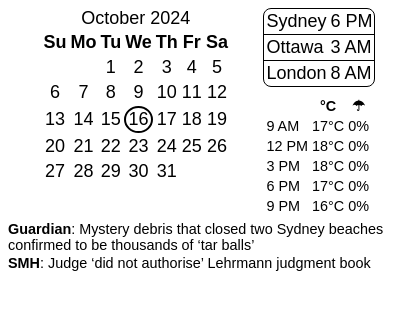 October 2024
Su Mo Tu We Th Fr Sa
1 2 3 4 5
6 7 8 9 10 11 12
13 14 15 16 17 18 19
20 21 22 23 24 25 26
27 28 29 30 31
Sydney 6 PM
Ottawa 3 AM
London 8 AM
°C ☂
9 AM 17°C 0%
12 PM 18°C 0%
3 PM 18°C 0%
6 PM 17°C 0%
9 PM 16°C 0%
Guardian: Mystery debris that closed two Sydney beaches
confirmed to be thousands of ‘tar balls’
SMH: Judge ‘did not authorise’ Lehrmann judgment book